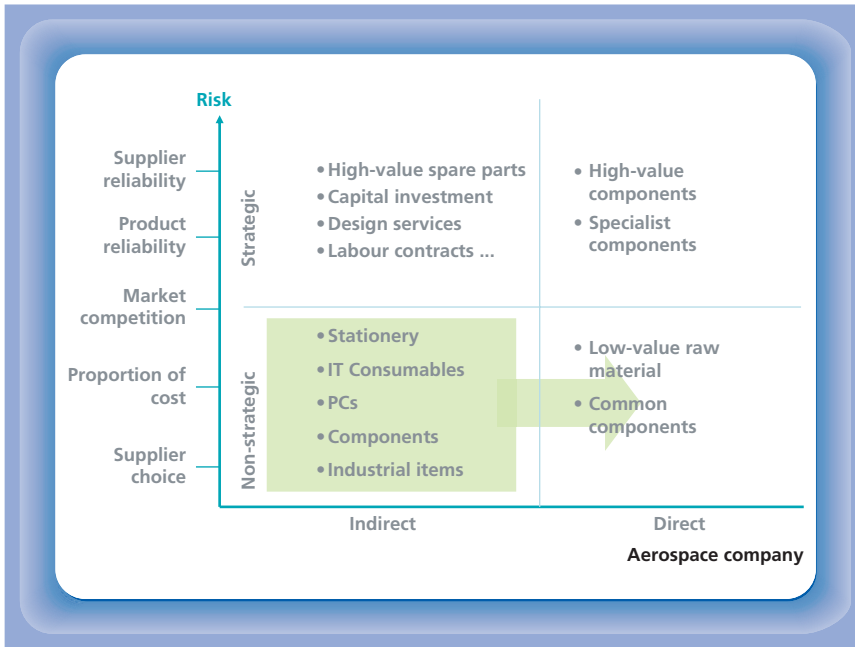 Risk
Supplier
reliability
Product
reliability
Market
competition
Proportion of
cost
Supplier
choice
Strategic
• High-value spare parts
• Capital investment
• Design services
• Labour contracts ...
• High-value
components
• Specialist
components
Non-strategic
• Stationery
• IT Consumables
• PCs
• Components
• Industrial items
• Low-value raw
material
• Common
components
Indirect
Direct
Aerospace company